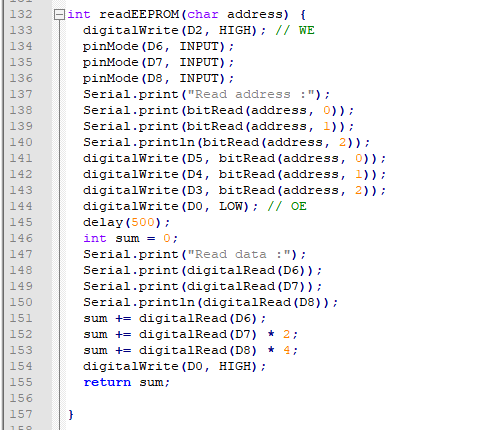 132 int readEEPROM(char address) {
133 digitalWrite(D2, HIGH); // WE
134 pinMode(D6, INPUT);
135 pinMode(D7, INPUT);
136 pinMode(D8, INPUT);
137 Serial.print("Read address :");
138 Serial.print(bitRead(address, 0));
139 Serial.print(bitRead(address, 1));
140 Serial.println(bitRead(address, 2));
141 digitalWrite(D5, bitRead(address, 0));
142 digitalWrite(D4, bitRead(address, 1));
143 digitalWrite(D3, bitRead(address, 2));
144 digitalWrite(D0, LOW); // OE
145 delay(500);
146 int sum = 0;
147 Serial.print("Read data :");
148 Serial.print(digitalRead(D6));
149 Serial.print(digitalRead(D7));
150 Serial.println(digitalRead(D8));
151 sum += digitalRead(D6);
152 sum += digitalRead(D7) * 2;
153 sum += digitalRead(D8) * 4;
154 digitalWrite(D0, HIGH);
155 return sum;
156
157 }